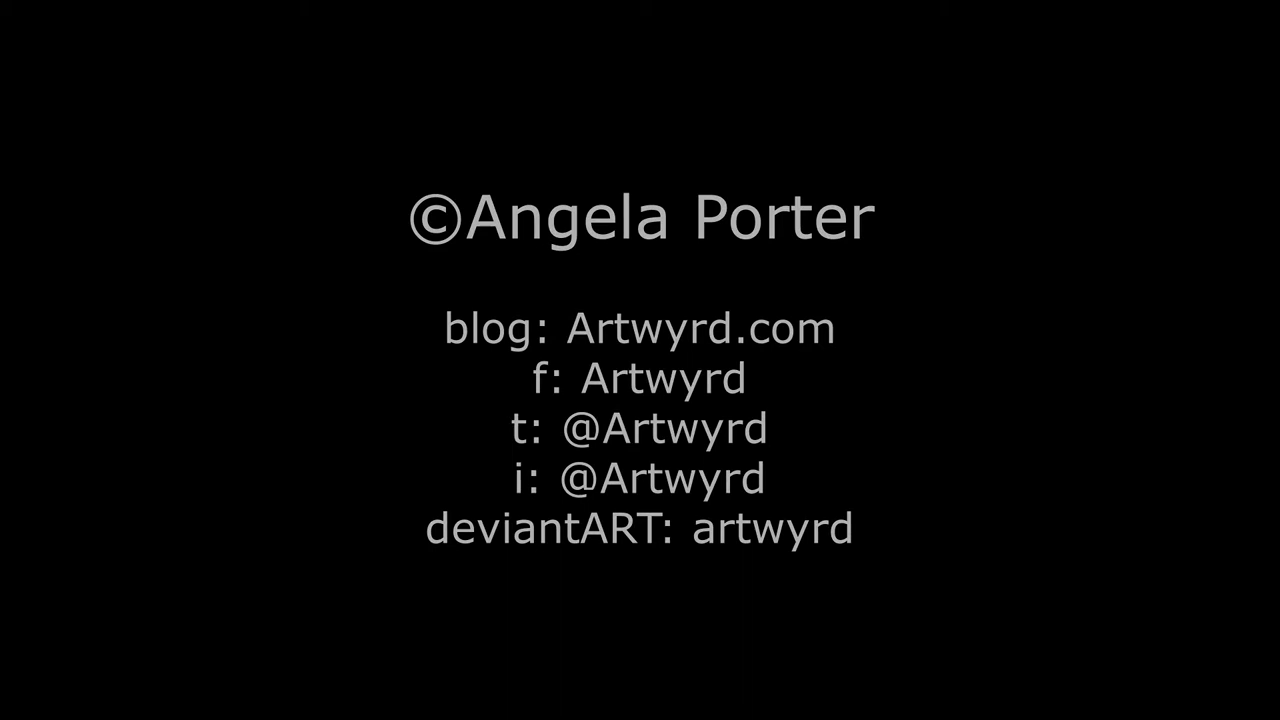 ©Angela Porter
blog: Artwyrd.com
f: Artwyrd
t: @Artwyrd
i: @Artwyrd
deviantART: artwyrd